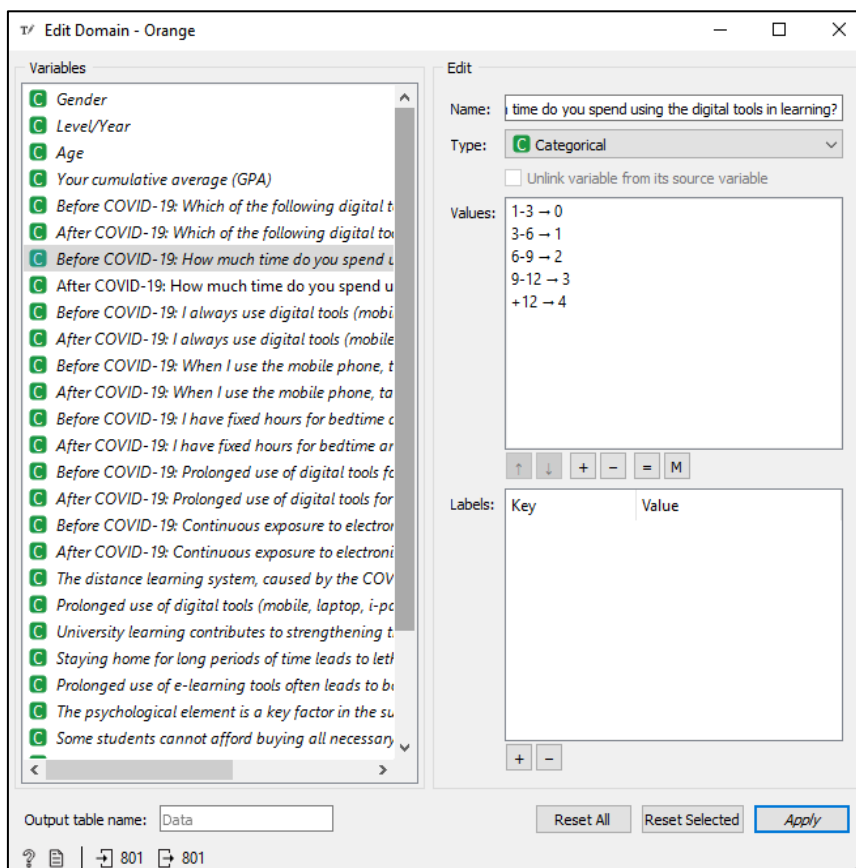 Edit Domain - Orange
Variables
C Gender
C Level/Year
C Age
C Your cumulative average (GPA)
C Before COVID-19: Which of the following digital t
C After COVID-19: Which of the following digital too
C Before COVID-19: How much time do you spend u
C After COVID-19: How much time do you spend u
C Before COVID-19: I always use digital tools (mobil
C After COVID-19: I always use digital tools (mobile
C Before COVID-19: When I use the mobile phone, t
C After COVID-19: When I use the mobile phone, ta
C Before COVID-19: I have fixed hours for bedtime a
C After COVID-19: I have fixed hours for bedtime an
C Before COVID-19: Prolonged use of digital tools fo
C After COVID-19: Prolonged use of digital tools for
C Before COVID-19: Continuous exposure to electron
C After COVID-19: Continuous exposure to electroni
C The distance learning system, caused by the COV
C Prolonged use of digital tools (mobile, laptop, i-pa
C University learning contributes to strengthening t
C Staying home for long periods of time leads to leth
C Prolonged use of e-learning tools often leads to bo
C The psychological element is a key factor in the su
C Some students cannot afford buying all necessary
Output table name: Data
801 801
Edit
Name: time do you spend using the digital tools in learning?
Type: C Categorical
Unlink variable from its source variable
Values:
1-3 → 0
3-6 → 1
6-9 → 2
9-12 → 3
+12 → 4
↑ ↓ + − = M
Labels: Key Value
+ −
Reset All Reset Selected Apply